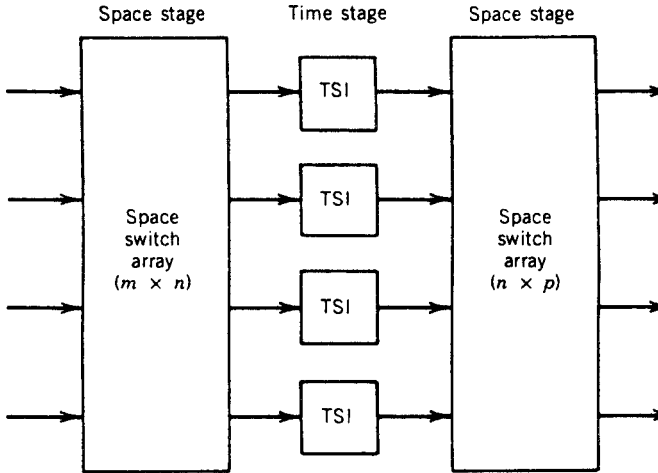 Space stage
Time stage
Space stage
TSI
TSI
TSI
TSI
Space
switch
array
(m × n)
Space
switch
array
(n × p)